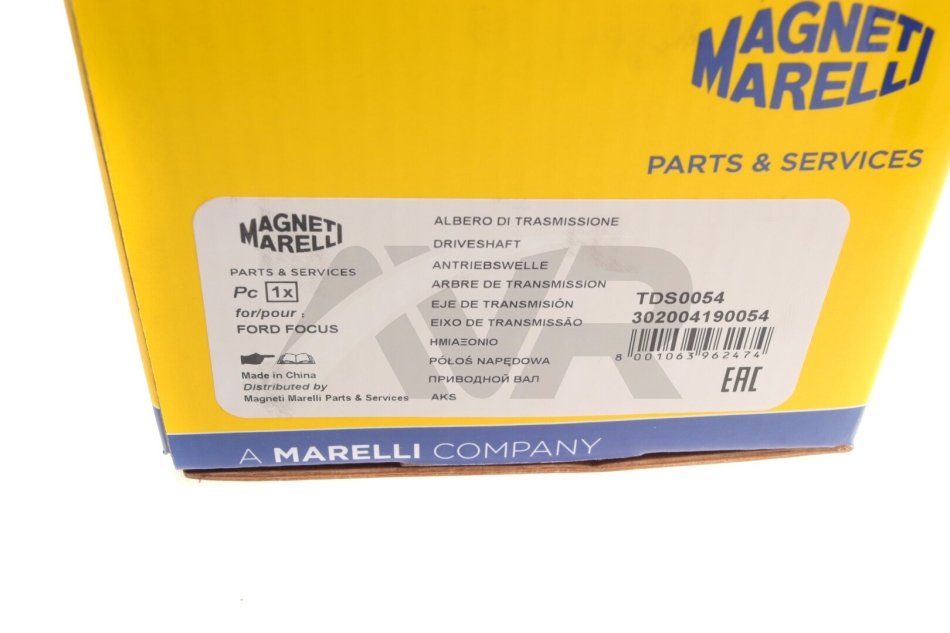 MAGNETI
MARELLI
PARTS & SERVICES
MAGNETI
MARELLI
PARTS & SERVICES
Pc 1x
for/pour :
FORD FOCUS
Made in China
Distributed by
Magneti Marelli Parts & Services
ALBERO DI TRASMISSIONE
DRIVESHAFT
ANTRIEBSWELLE
ARBRE DE TRANSMISSION
EJE DE TRANSMISIÓN
EIXO DE TRANSMISSÃO
ΗΜΙΑΞΟΝΙΟ
PÓŁOŚ NAPĘDOWA
ПРИВОДНОЙ ВАЛ
AKS
TDS0054
302004190054
8 001063 962474
EAC
AVR
A MARELLI COMPANY